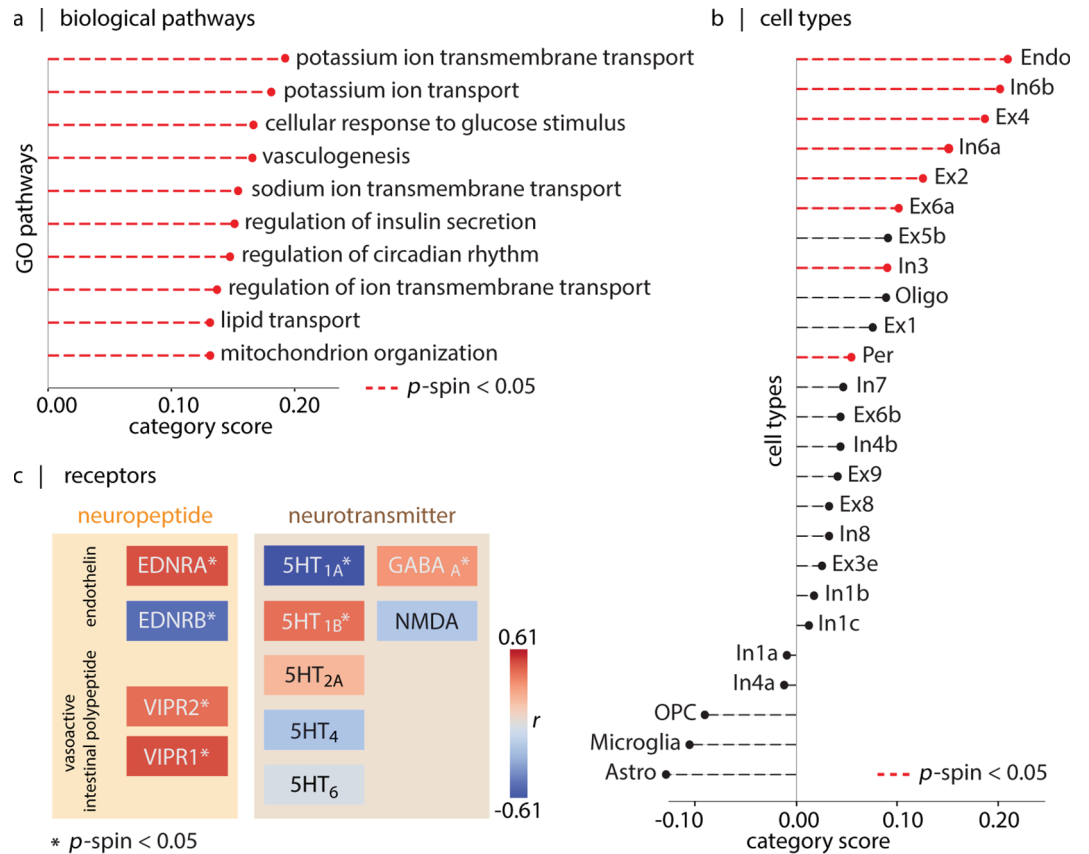 a | biological pathways
GO pathways
potassium ion transmembrane transport
potassium ion transport
cellular response to glucose stimulus
vasculogenesis
sodium ion transmembrane transport
regulation of insulin secretion
regulation of circadian rhythm
regulation of ion transmembrane transport
lipid transport
mitochondrion organization
p-spin < 0.05
0.00 0.10 0.20
category score
b | cell types
cell types
Endo
In6b
Ex4
In6a
Ex2
Ex6a
Ex5b
In3
Oligo
Ex1
Per
In7
Ex6b
In4b
Ex9
Ex8
In8
Ex3e
In1b
In1c
In1a
In4a
OPC
Microglia
Astro
p-spin < 0.05
-0.10 0.00 0.10 0.20
category score
c | receptors
neuropeptide
endothelin
EDNRA*
EDNRB*
vasoactive
intestinal polypeptide
VIPR2*
VIPR1*
neurotransmitter
5HT1A*
GABA A*
5HT1B*
NMDA
5HT2A
5HT4
5HT6
0.61
r
-0.61
* p-spin < 0.05